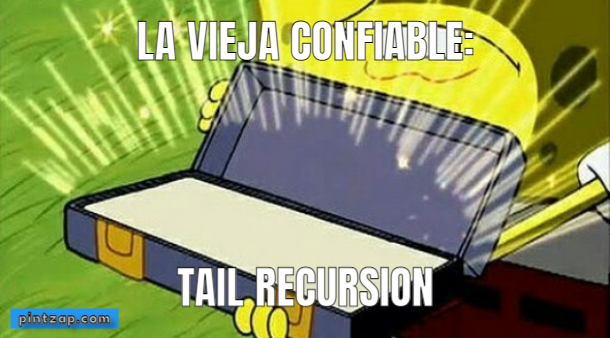 LA VIEJA CONFIABLE:
TAIL RECURSION
pintzap.com